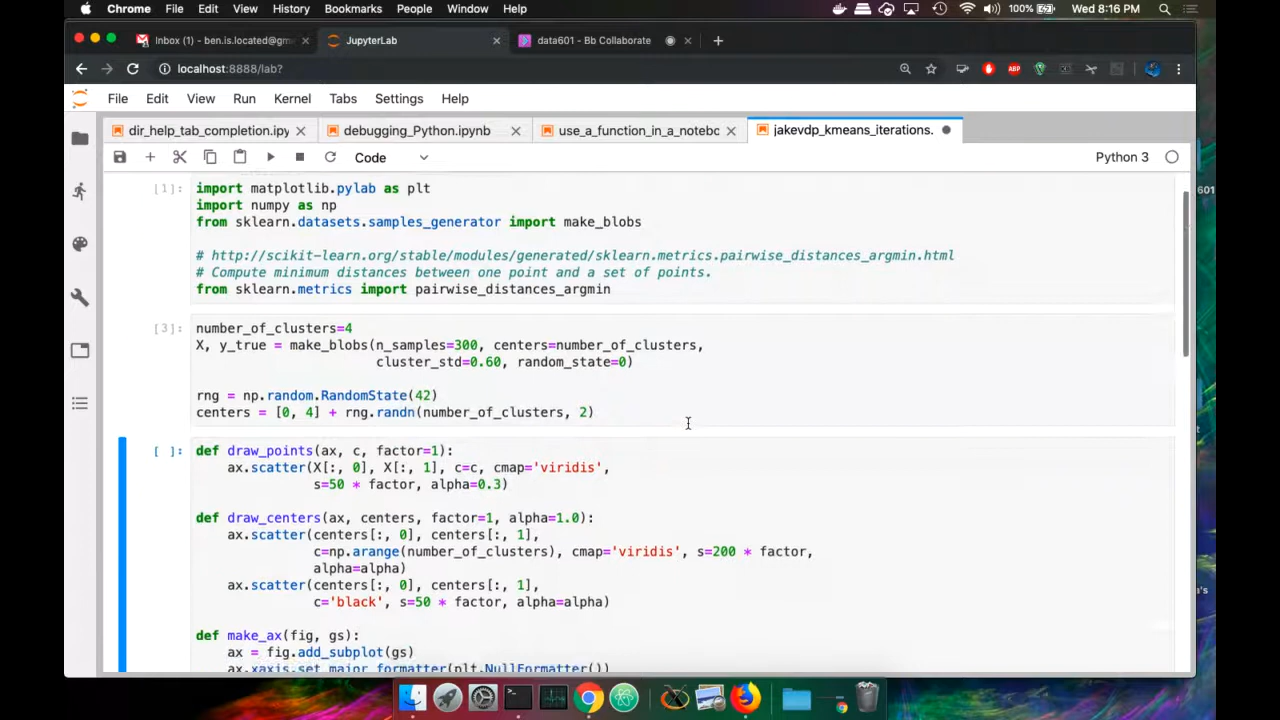 Chrome File Edit View History Bookmarks People Window Help 100% Wed 8:16 PM
Inbox (1) - ben.is.located@gm
JupyterLab
data601 - Bb Collaborate
localhost:8888/lab?
ABP
File Edit View Run Kernel Tabs Settings Help
dir_help_tab_completion.ipy
debugging_Python.ipynb
use_a_function_in_a_notebo
jakevdp_kmeans_iterations.
Code
Python 3
[1]:
import matplotlib.pylab as plt
import numpy as np
from sklearn.datasets.samples_generator import make_blobs
# http://scikit-learn.org/stable/modules/generated/sklearn.metrics.pairwise_distances_argmin.html
# Compute minimum distances between one point and a set of points.
from sklearn.metrics import pairwise_distances_argmin
[3]:
number_of_clusters=4
X, y_true = make_blobs(n_samples=300, centers=number_of_clusters,
cluster_std=0.60, random_state=0)
rng = np.random.RandomState(42)
centers = [0, 4] + rng.randn(number_of_clusters, 2)
[ ]:
def draw_points(ax, c, factor=1):
ax.scatter(X[:, 0], X[:, 1], c=c, cmap='viridis',
s=50 * factor, alpha=0.3)
def draw_centers(ax, centers, factor=1, alpha=1.0):
ax.scatter(centers[:, 0], centers[:, 1],
c=np.arange(number_of_clusters), cmap='viridis', s=200 * factor,
alpha=alpha)
ax.scatter(centers[:, 0], centers[:, 1],
c='black', s=50 * factor, alpha=alpha)
def make_ax(fig, gs):
ax = fig.add_subplot(gs)
ax.xaxis.set_major_formatter(plt.NullFormatter())
601
's